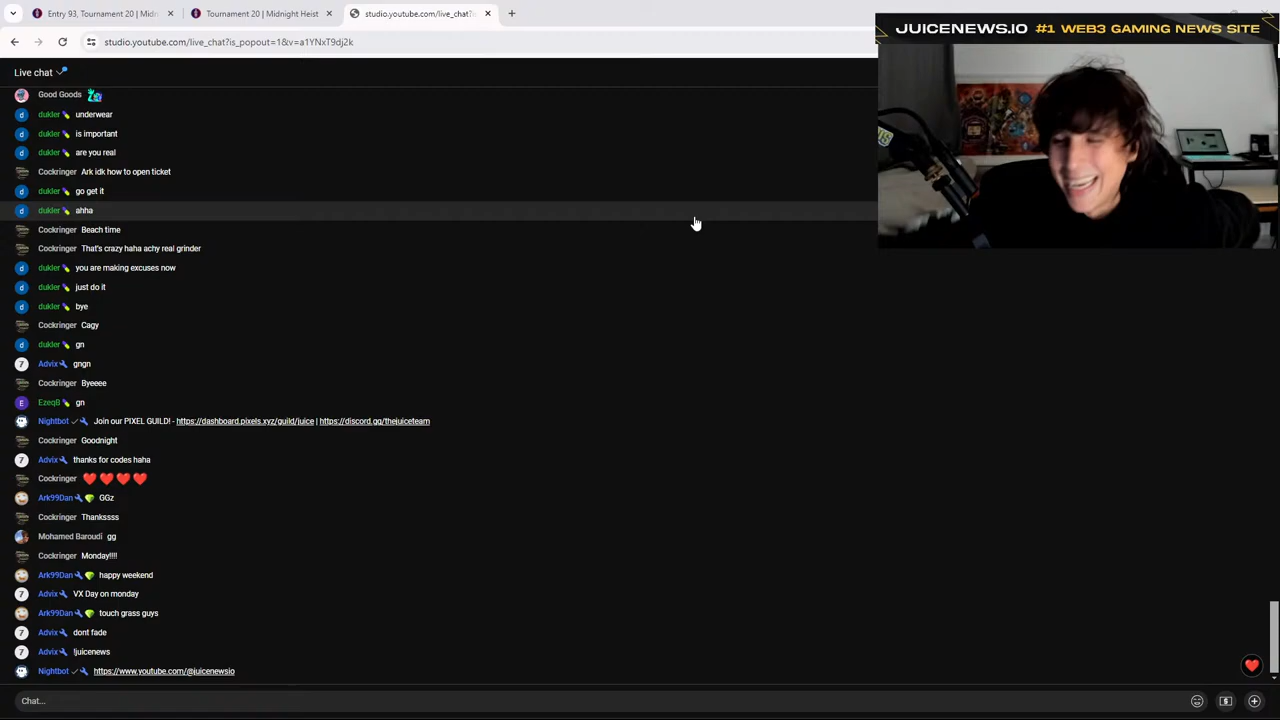 Entry 93, Tournament 20 | Midn
Tournament 20 | Midnight Heist
studio.youtube.com/live_chat?
studio.youtube.com/live_chat?is_popout=1&v=a1YNxT9dj2k
JUICENEWS.IO #1 WEB3 GAMING NEWS SITE
Live chat
Good Goods
d dukler underwear
d dukler is important
d dukler are you real
Cockringer Ark idk how to open ticket
d dukler go get it
d dukler ahha
Cockringer Beach time
Cockringer That's crazy haha achy real grinder
d dukler you are making excuses now
d dukler just do it
d dukler bye
Cockringer Cagy
d dukler gn
7 Advix gngn
Cockringer Byeeee
E EzeqB gn
Nightbot Join our PIXEL GUILD! - https://dashboard.pixels.xyz/guild/juice | https://discord.gg/thejuiceteam
Cockringer Goodnight
7 Advix thanks for codes haha
Cockringer ❤️❤️❤️❤️
Ark99Dan GGz
Cockringer Thankssss
Mohamed Baroudi gg
Cockringer Monday!!!!
Ark99Dan happy weekend
7 Advix VX Day on monday
Ark99Dan touch grass guys
7 Advix dont fade
7 Advix !juicenews
Nightbot https://www.youtube.com/@juicenewsio
Chat...